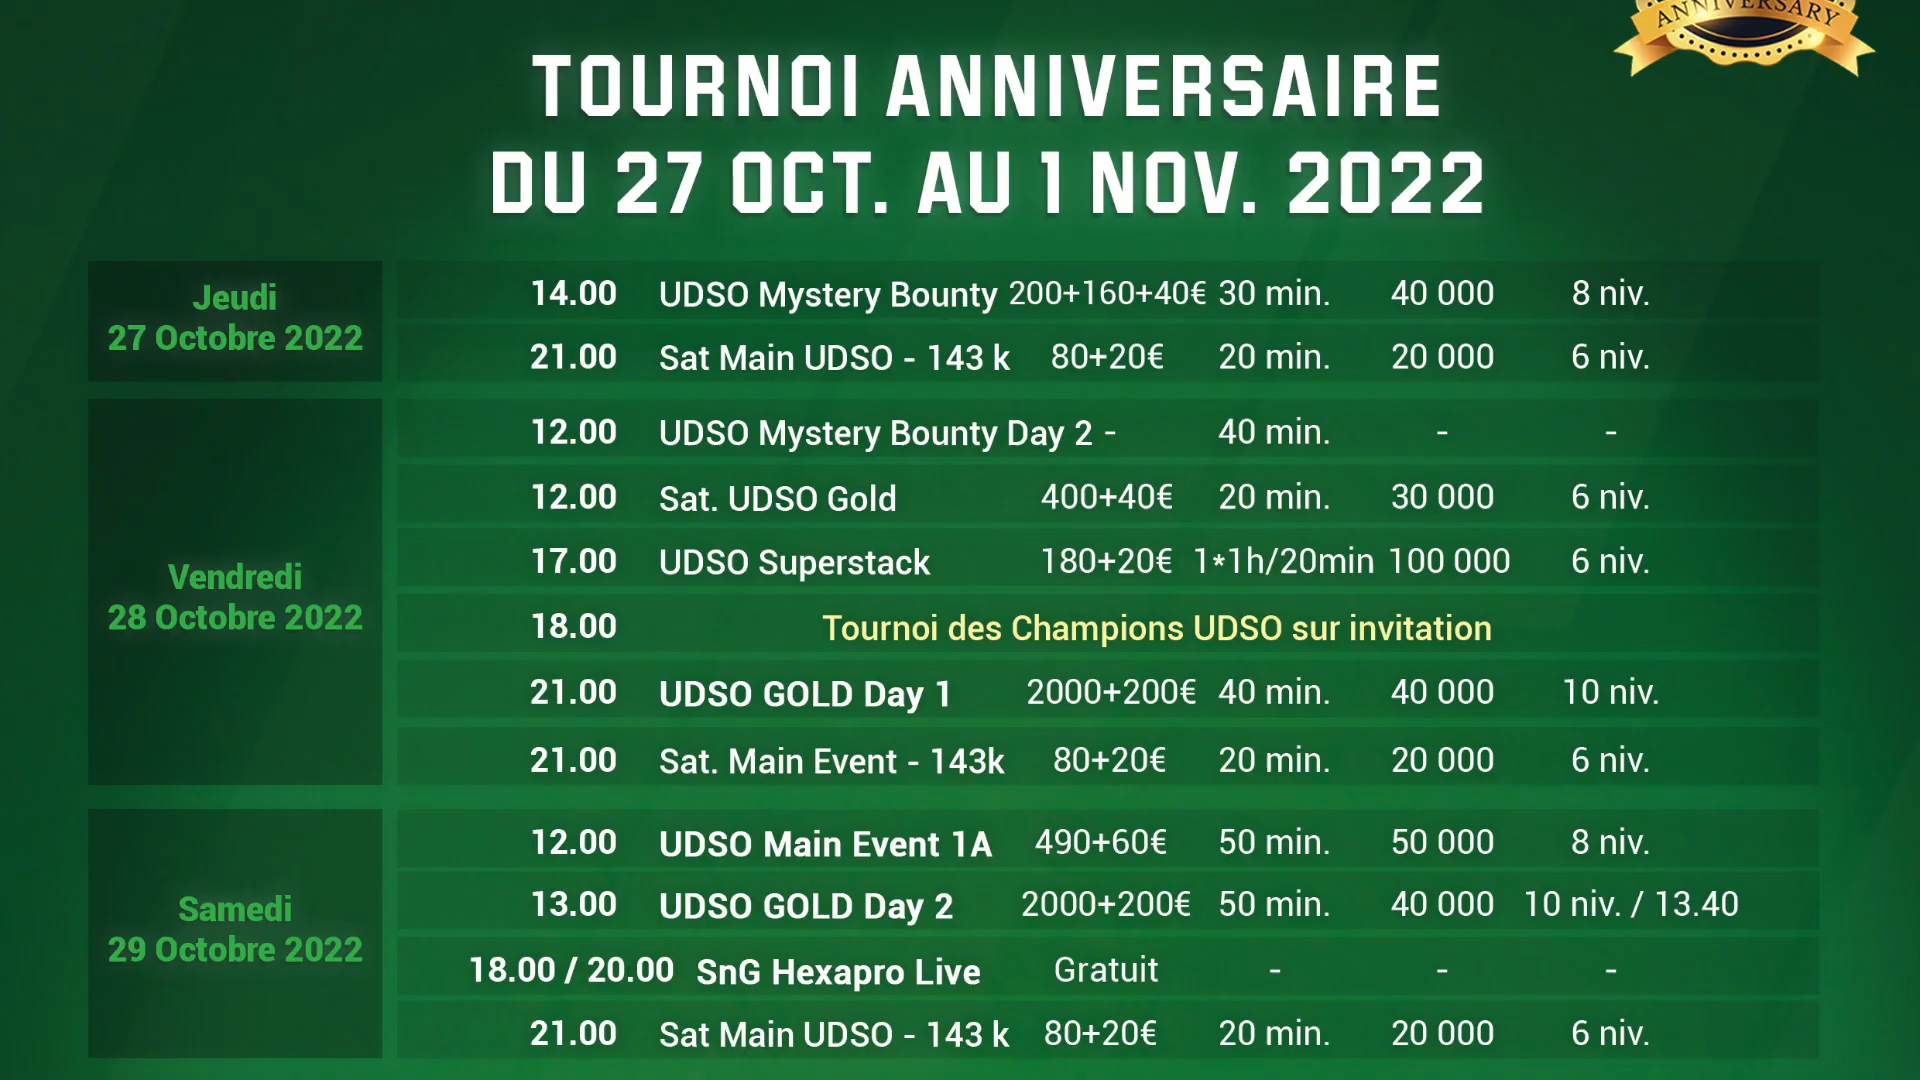 ANNIVERSARY
TOURNOI ANNIVERSAIRE
DU 27 OCT. AU 1 NOV. 2022
Jeudi
27 Octobre 2022
14.00 UDSO Mystery Bounty 200+160+40€ 30 min. 40 000 8 niv.
21.00 Sat Main UDSO - 143 k 80+20€ 20 min. 20 000 6 niv.
Vendredi
28 Octobre 2022
12.00 UDSO Mystery Bounty Day 2 - 40 min. - -
12.00 Sat. UDSO Gold 400+40€ 20 min. 30 000 6 niv.
17.00 UDSO Superstack 180+20€ 1*1h/20min 100 000 6 niv.
18.00 Tournoi des Champions UDSO sur invitation
21.00 UDSO GOLD Day 1 2000+200€ 40 min. 40 000 10 niv.
21.00 Sat. Main Event - 143k 80+20€ 20 min. 20 000 6 niv.
Samedi
29 Octobre 2022
12.00 UDSO Main Event 1A 490+60€ 50 min. 50 000 8 niv.
13.00 UDSO GOLD Day 2 2000+200€ 50 min. 40 000 10 niv. / 13.40
18.00 / 20.00 SnG Hexapro Live Gratuit - - -
21.00 Sat Main UDSO - 143 k 80+20€ 20 min. 20 000 6 niv.